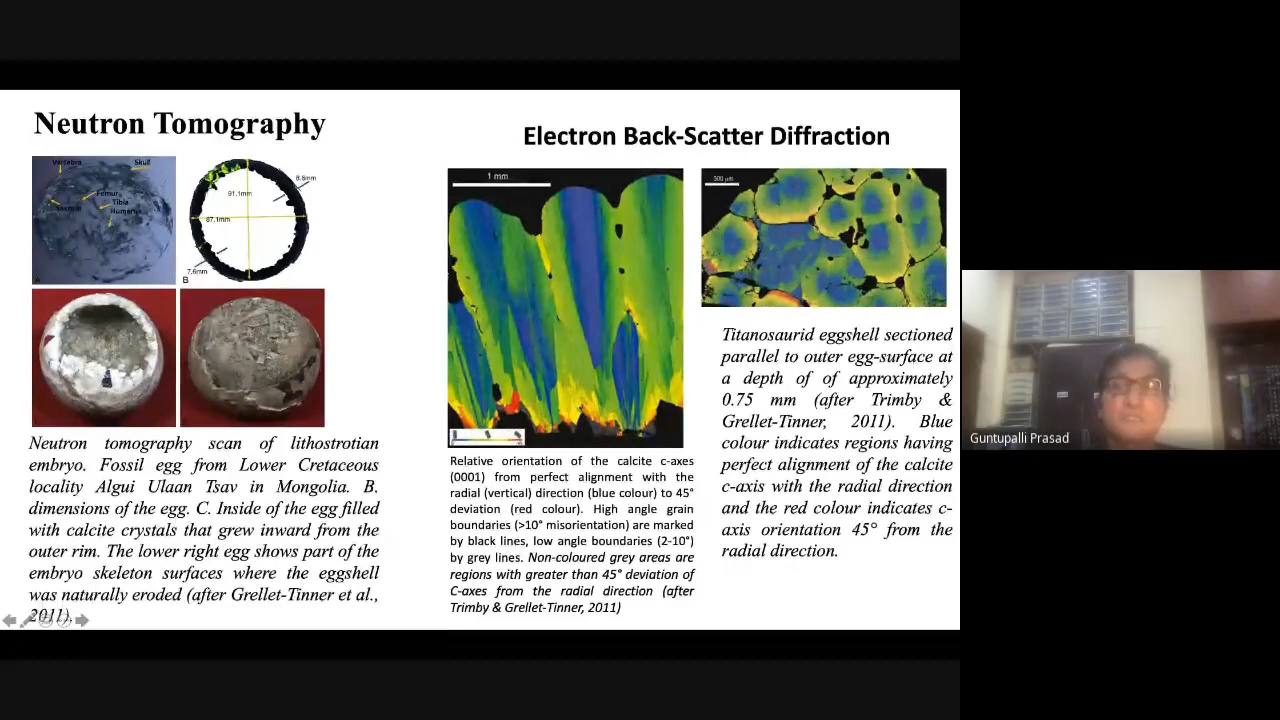 Neutron Tomography
Vertebra
Skull
Femur
Tibia
A
91.1mm
8.8mm
87.1mm
7.6mm
B
Neutron tomography scan of lithostrotian
embryo. Fossil egg from Lower Cretaceous
locality Algui Ulaan Tsav in Mongolia. B.
dimensions of the egg. C. Inside of the egg filled
with calcite crystals that grew inward from the
outer rim. The lower right egg shows part of the
embryo skeleton surfaces where the eggshell
was naturally eroded (after Grellet-Tinner et al.,
2011).
Electron Back-Scatter Diffraction
1 mm
Relative orientation of the calcite c-axes
(0001) from perfect alignment with the
radial (vertical) direction (blue colour) to 45°
deviation (red colour). High angle grain
boundaries (>10° misorientation) are marked
by black lines, low angle boundaries (2-10°)
by grey lines. Non-coloured grey areas are
regions with greater than 45° deviation of
C-axes from the radial direction (after
Trimby & Grellet-Tinner, 2011)
500 µm
Titanosaurid eggshell sectioned
parallel to outer egg-surface at
a depth of of approximately
0.75 mm (after Trimby &
Grellet-Tinner, 2011). Blue
colour indicates regions having
perfect alignment of the calcite
c-axis with the radial direction
and the red colour indicates c-
axis orientation 45° from the
radial direction.
Guntupalli Prasad